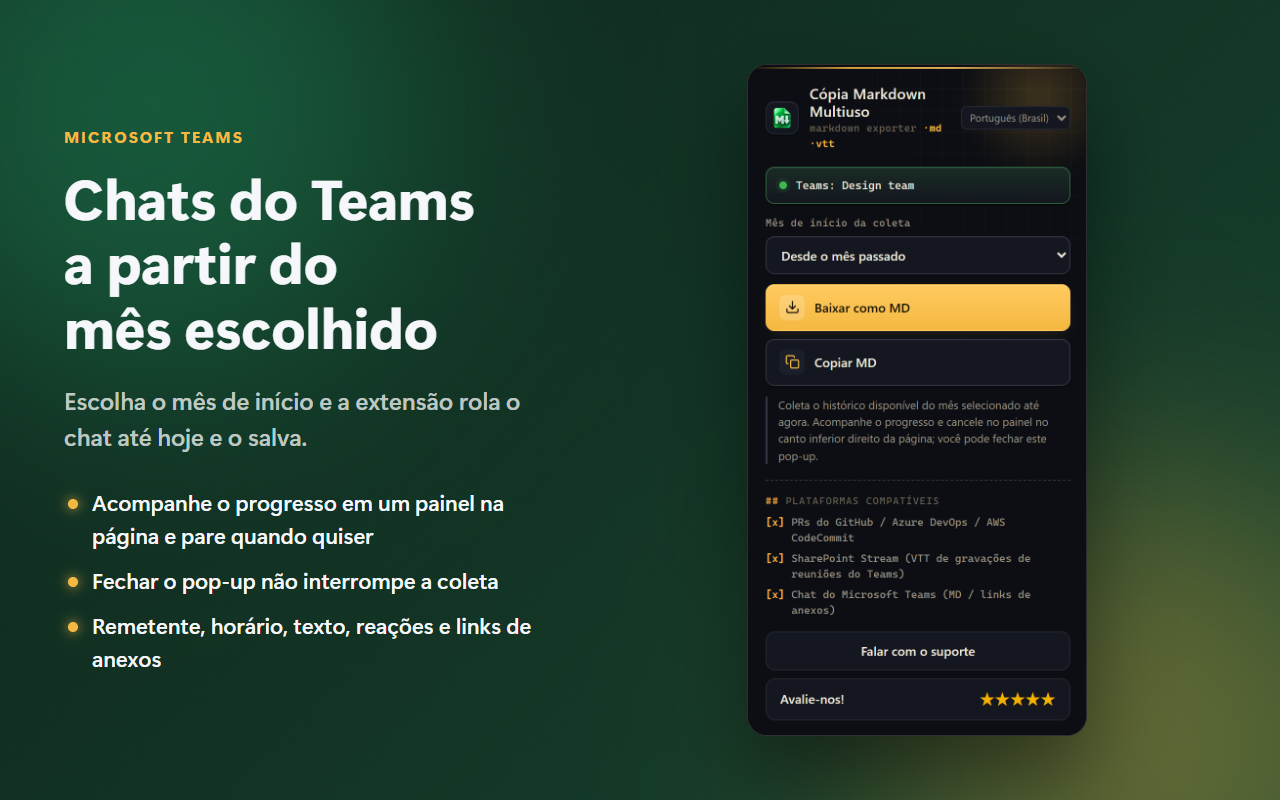 MICROSOFT TEAMS
Chats do Teams
a partir do
mês escolhido
Escolha o mês de início e a extensão rola o
chat até hoje e o salva.
Acompanhe o progresso em um painel na
página e pare quando quiser
Fechar o pop-up não interrompe a coleta
Remetente, horário, texto, reações e links de
anexos
M↓
Cópia Markdown
Multiuso
markdown exporter ·md
·vtt
Português (Brasil)
Teams: Design team
Mês de início da coleta
Desde o mês passado
Baixar como MD
Copiar MD
Coleta o histórico disponível do mês selecionado até
agora. Acompanhe o progresso e cancele no painel no
canto inferior direito da página; você pode fechar este
pop-up.
## PLATAFORMAS COMPATÍVEIS
[x] PRs do GitHub / Azure DevOps / AWS
CodeCommit
[x] SharePoint Stream (VTT de gravações de
reuniões do Teams)
[x] Chat do Microsoft Teams (MD / links de
anexos)
Falar com o suporte
Avalie-nos! ★★★★★